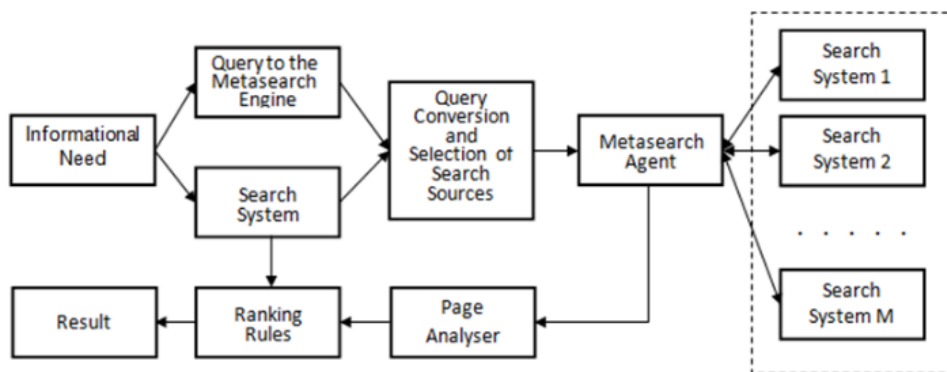 Query to the
Metasearch
Engine
Informational
Need
Search
System
Query
Conversion
and
Selection of
Search
Sources
Metasearch
Agent
Search
System 1
Search
System 2
. . . . .
Search
System M
Result
Ranking
Rules
Page
Analyser